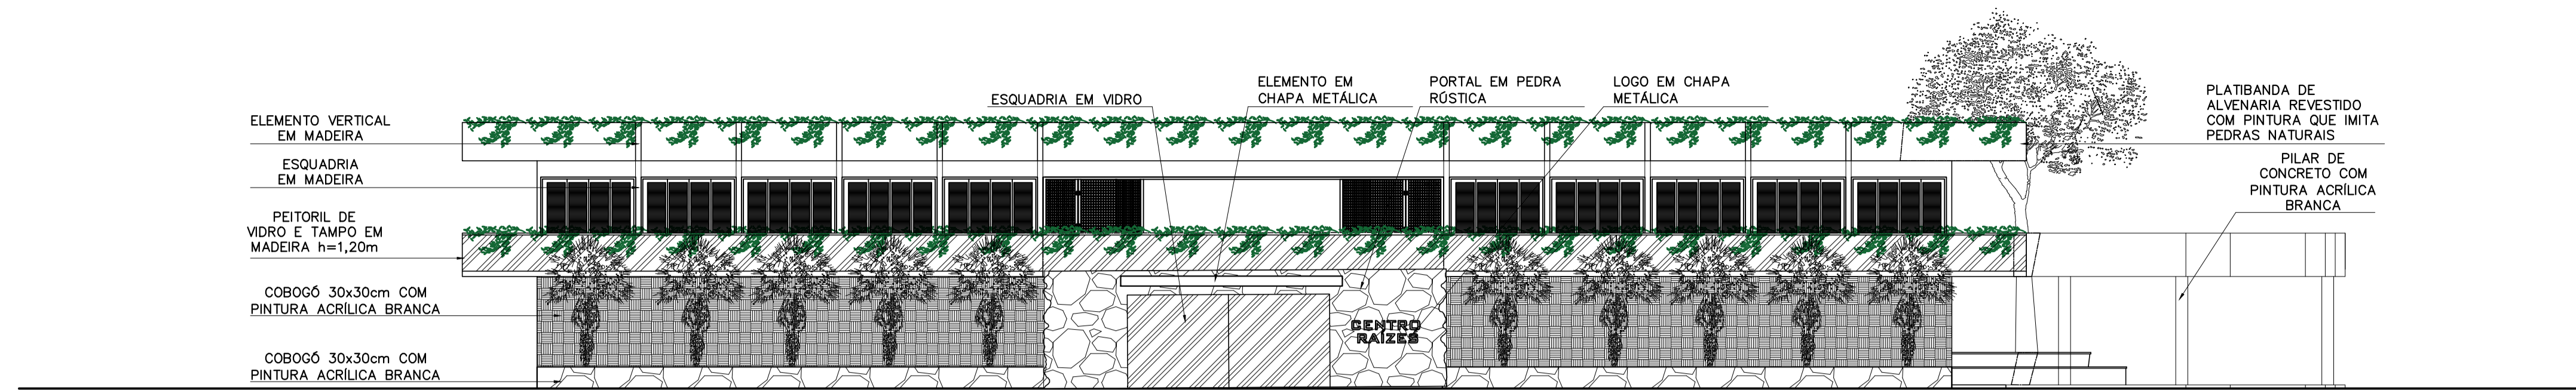 ELEMENTO VERTICAL
EM MADEIRA
ESQUADRIA
EM MADEIRA
PEITORIL DE
VIDRO E TAMPO EM
MADEIRA h=1,20m
COBOGÓ 30x30cm COM
PINTURA ACRÍLICA BRANCA
COBOGÓ 30x30cm COM
PINTURA ACRÍLICA BRANCA
ESQUADRIA EM VIDRO
ELEMENTO EM
CHAPA METÁLICA
PORTAL EM PEDRA
RÚSTICA
LOGO EM CHAPA
METÁLICA
CENTRO
RAÍZES
PLATIBANDA DE
ALVENARIA REVESTIDO
COM PINTURA QUE IMITA
PEDRAS NATURAIS
PILAR DE
CONCRETO COM
PINTURA ACRÍLICA
BRANCA